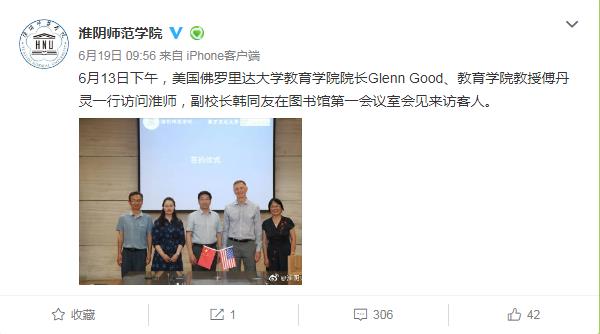 淮阴师范学院
6月19日 09:56 来自 iPhone客户端
6月13日下午，美国佛罗里达大学教育学院院长Glenn Good、教育学院教授傅丹
灵一行访问淮师，副校长韩同友在图书馆第一会议室会见来访客人。
签约仪式
HNU
收藏
1
306
42